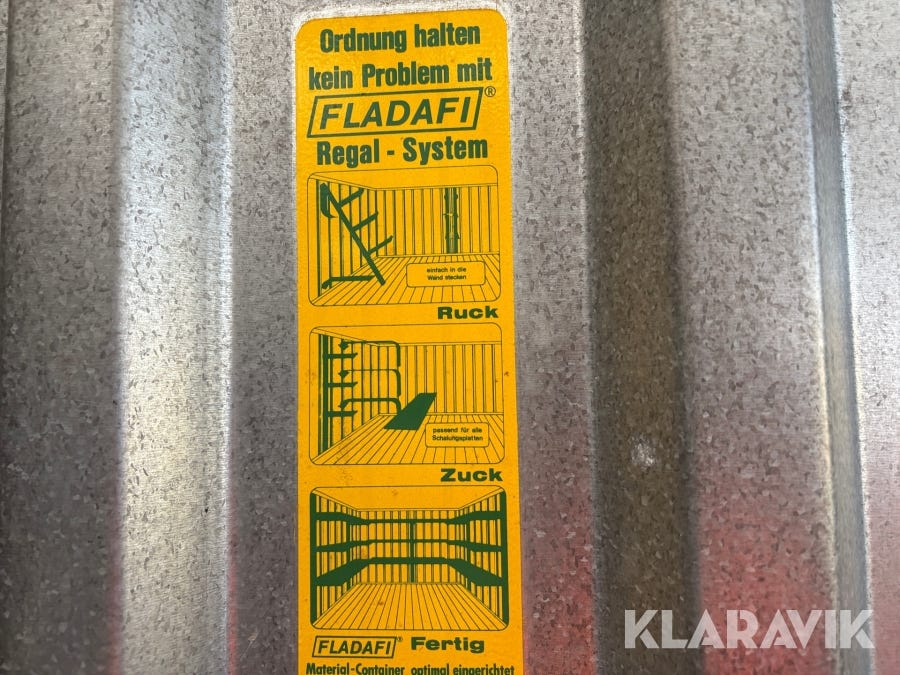 Ordnung halten
kein Problem mit
FLADAFI®
Regal - System
einfach in die
Wand stecken
Ruck
passend für alle
Schalungsplatten
Zuck
FLADAFI® Fertig
Material-Container optimal eingerichtet
KLARAVIK